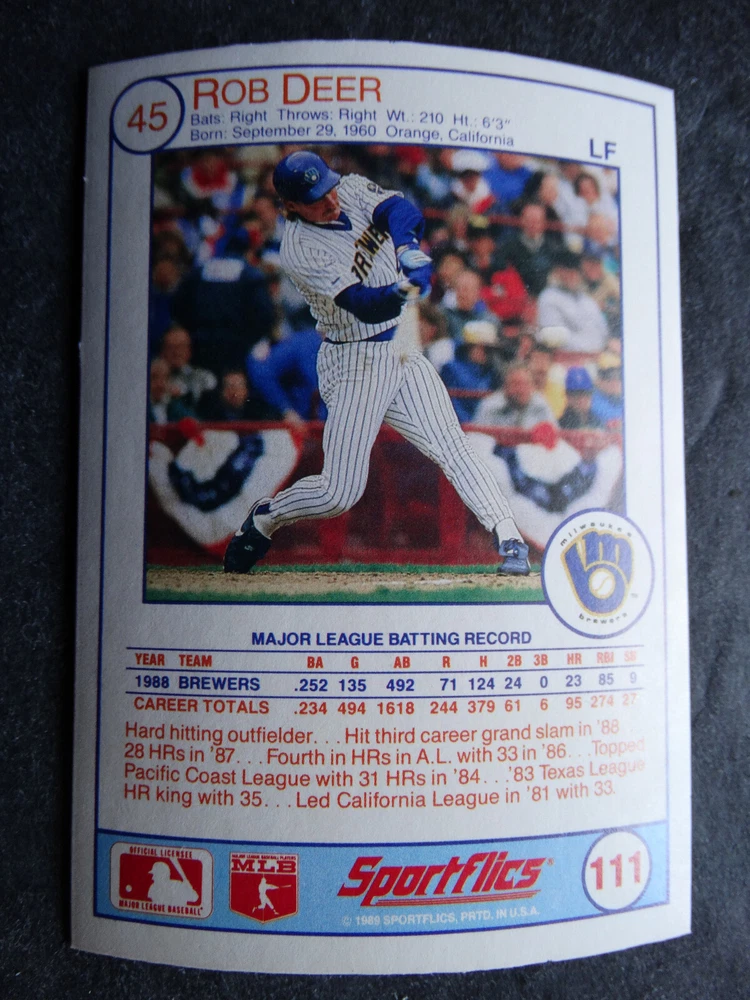 45
ROB DEER
Bats: Right Throws: Right Wt.: 210 Ht.: 6'3"
Born: September 29, 1960 Orange, California
LF
milwaukee
brewers
MAJOR LEAGUE BATTING RECORD
YEAR TEAM BA G AB R H 2B 3B HR RBI SB
1988 BREWERS .252 135 492 71 124 24 0 23 85 9
CAREER TOTALS .234 494 1618 244 379 61 6 95 274 27
Hard hitting outfielder. . .Hit third career grand slam in '88. . .
28 HRs in '87. . .Fourth in HRs in A.L. with 33 in '86. . .Topped
Pacific Coast League with 31 HRs in '84. . .'83 Texas League
HR king with 35. . . Led California League in '81 with 33.
OFFICIAL LICENSEE
MAJOR LEAGUE BASEBALL
MAJOR LEAGUE BASEBALL PLAYERS
MLB
Sportflics
111
© 1989 SPORTFLICS, PRTD. IN U.S.A.